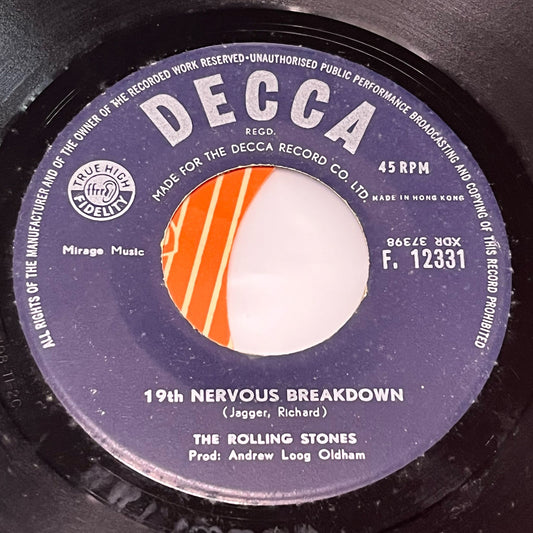 ALL RIGHTS OF THE MANUFACTURER AND OF THE OWNER OF THE RECORDED WORK RESERVED·UNAUTHORISED PUBLIC PERFORMANCE BROADCASTING AND COPYING OF THIS RECORD PROHIBITED
DECCA
REGD.
MADE FOR THE DECCA RECORD CO. LTD.
45 RPM
MADE IN HONG KONG
TRUE HIGH
ffrr
FIDELITY
Mirage Music
XDR 37398
F. 12331
19th NERVOUS BREAKDOWN
(Jagger, Richard)
THE ROLLING STONES
Prod: Andrew Loog Oldham